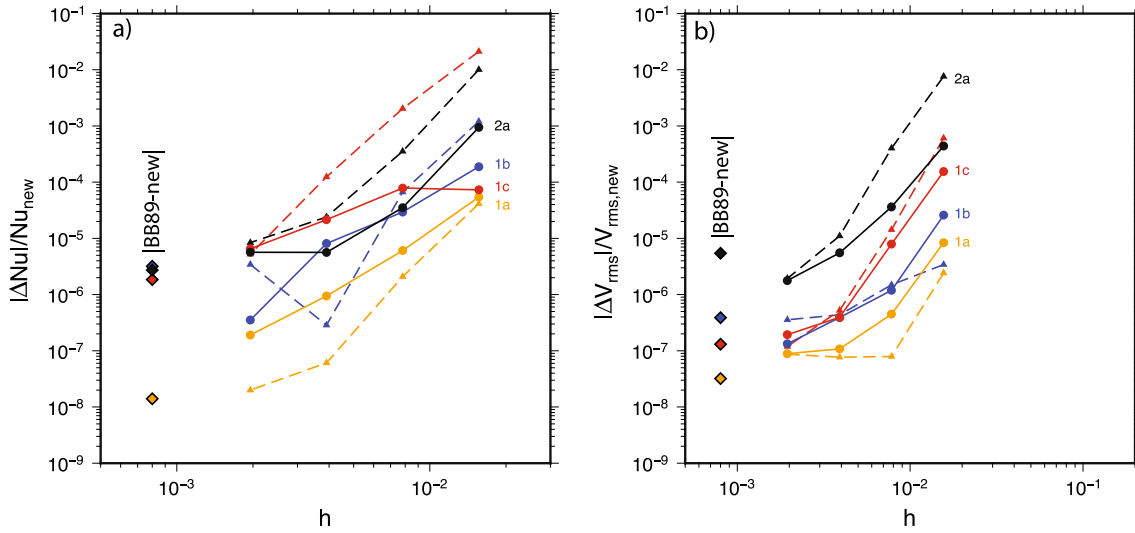 a)
10⁻¹
10⁻²
10⁻³
10⁻⁴
10⁻⁵
10⁻⁶
10⁻⁷
10⁻⁸
10⁻⁹
|ΔNu|/Nu_new
|BB89-new|
2a
1b
1c
1a
10⁻³
10⁻²
h
b)
10⁻¹
10⁻²
10⁻³
10⁻⁴
10⁻⁵
10⁻⁶
10⁻⁷
10⁻⁸
10⁻⁹
|ΔV_rms|/V_rms,new
|BB89-new|
2a
1c
1b
1a
10⁻³
10⁻²
10⁻¹
h